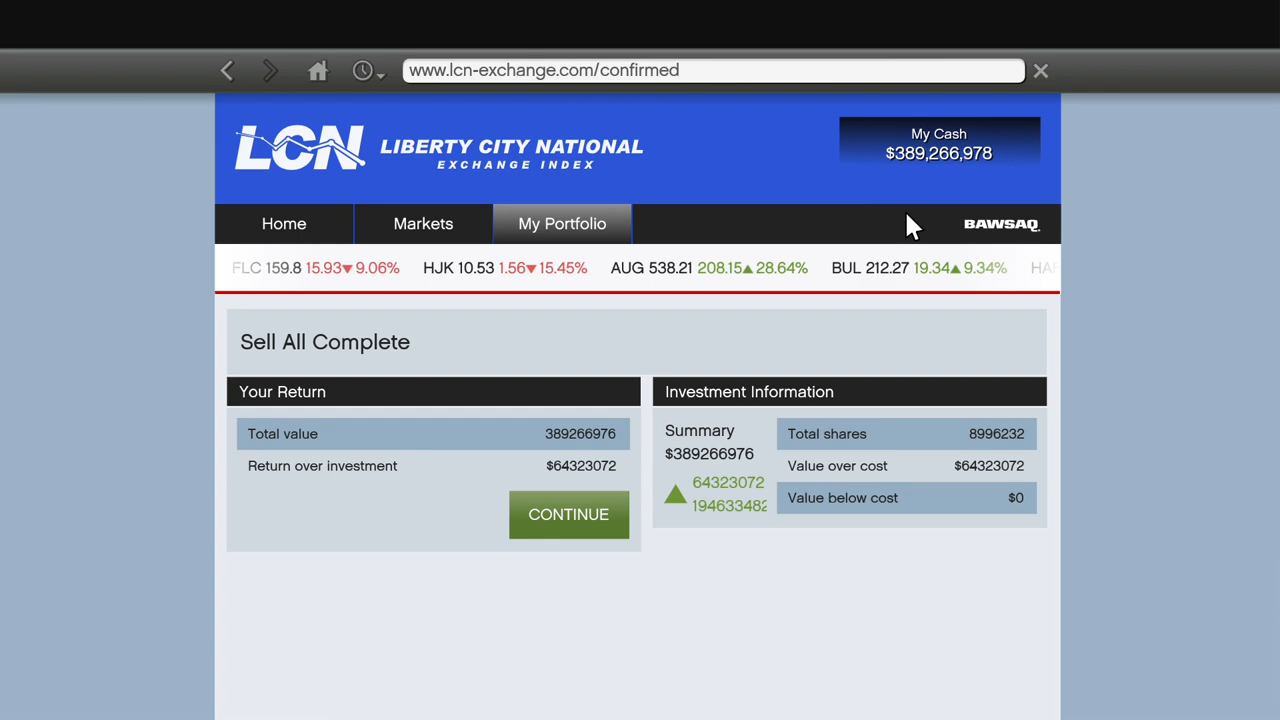 www.lcn-exchange.com/confirmed
LCN LIBERTY CITY NATIONAL
EXCHANGE INDEX
My Cash
$389,266,978
Home Markets My Portfolio BAWSAQ
FLC 159.8 15.93▼9.06% HJK 10.53 1.56▼15.45% AUG 538.21 208.15▲28.64% BUL 212.27 19.34▲9.34%
Sell All Complete
Your Return
Total value 389266976
Return over investment $64323072
CONTINUE
Investment Information
Summary
$389266976
64323072
194633482
Total shares 8996232
Value over cost $64323072
Value below cost $0